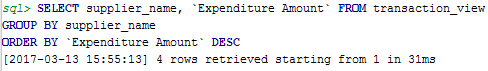 sql> SELECT supplier_name, `Expenditure Amount` FROM transaction_view
GROUP BY supplier_name
ORDER BY `Expenditure Amount` DESC
[2017-03-13 15:55:13] 4 rows retrieved starting from 1 in 31ms